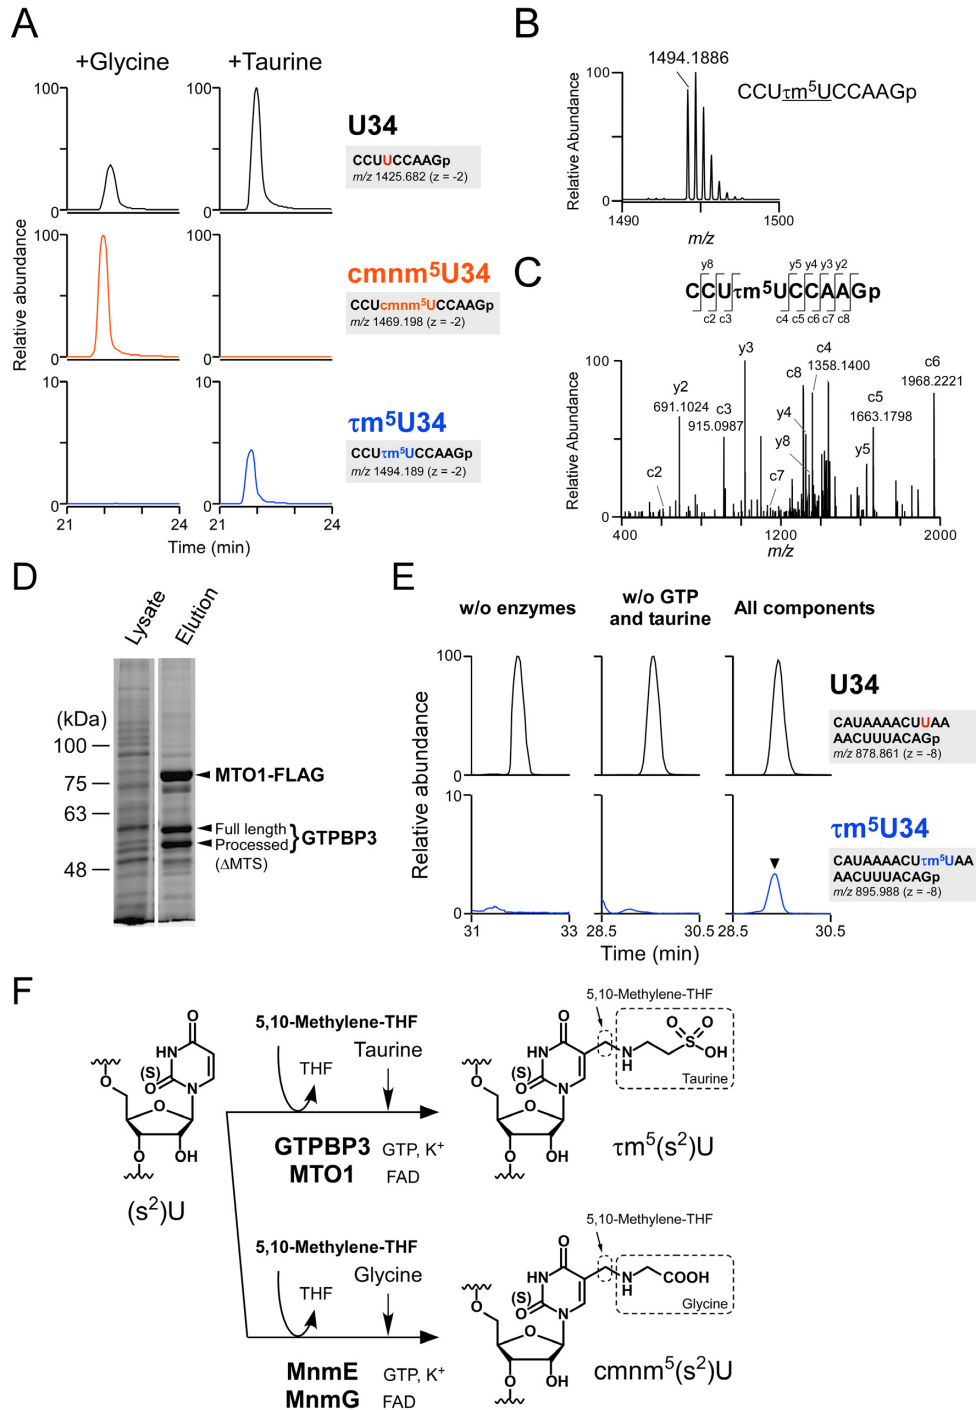 A
+Glycine
+Taurine
Relative abundance
100
0
100
0
U34
CCUUCCAAGp
m/z 1425.682 (z = -2)
100
0
100
0
cmnm⁵U34
CCUcmnm⁵UCCAAGp
m/z 1469.198 (z = -2)
10
0
10
0
τm⁵U34
CCUτm⁵UCCAAGp
m/z 1494.189 (z = -2)
21
24
21
24
Time (min)
B
1494.1886
CCUτm⁵UCCAAGp
Relative Abundance
100
0
1490
1500
m/z
C
y8
y5
y4
y3
y2
CCUτm⁵UCCAAGp
c2
c3
c4
c5
c6
c7
c8
Relative Abundance
100
0
y3
c4
1358.1400
c6
1968.2221
c8
y2
691.1024
c3
915.0987
c5
1663.1798
y4
y8
y5
c2
c7
400
1200
2000
m/z
D
Lysate
Elution
(kDa)
100
75
63
48
MTO1-FLAG
Full length
Processed
(ΔMTS)
GTPBP3
E
w/o enzymes
w/o GTP
and taurine
All components
Relative abundance
100
0
U34
CAUAAAACUUAA
AACUUUACAGp
m/z 878.861 (z = -8)
10
0
τm⁵U34
CAUAAAACUτm⁵UAA
AACUUUACAGp
m/z 895.988 (z = -8)
31
33
28.5
30.5
28.5
30.5
Time (min)
F
O
HN
(S)
O
N
O
O
O
OH
(s²)U
5,10-Methylene-THF
THF
Taurine
GTPBP3
GTP, K⁺
MTO1
FAD
5,10-Methylene-THF
O
HN
(S)
O
N
O
O
O
OH
N
H
O
O
S
OH
Taurine
τm⁵(s²)U
5,10-Methylene-THF
THF
Glycine
MnmE
GTP, K⁺
MnmG
FAD
5,10-Methylene-THF
O
HN
(S)
O
N
O
O
O
OH
N
H
COOH
Glycine
cmnm⁵(s²)U